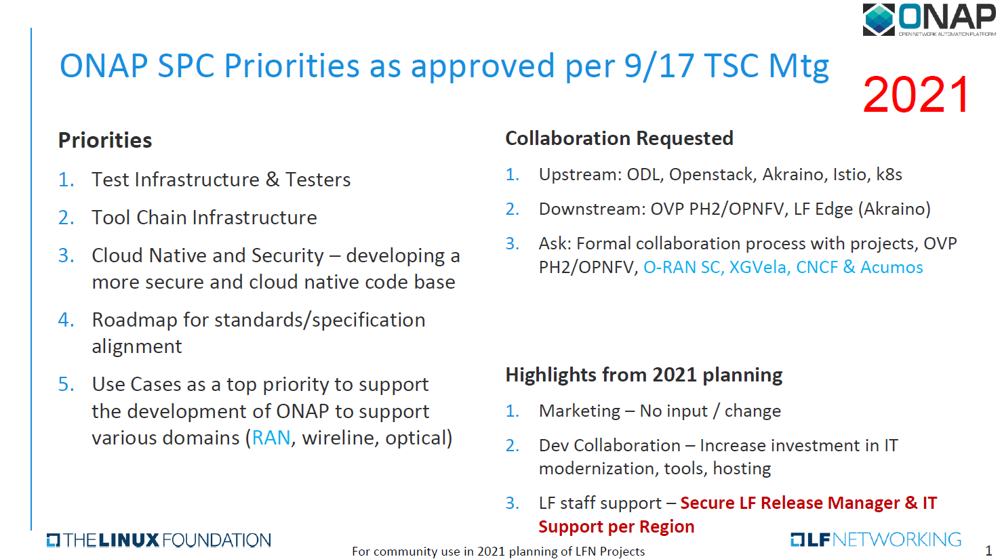 ONAP
OPEN NETWORK AUTOMATION PLATFORM
ONAP SPC Priorities as approved per 9/17 TSC Mtg
2021
Priorities
1. Test Infrastructure & Testers
2. Tool Chain Infrastructure
3. Cloud Native and Security – developing a
more secure and cloud native code base
4. Roadmap for standards/specification
alignment
5. Use Cases as a top priority to support
the development of ONAP to support
various domains (RAN, wireline, optical)
Collaboration Requested
1. Upstream: ODL, Openstack, Akraino, Istio, k8s
2. Downstream: OVP PH2/OPNFV, LF Edge (Akraino)
3. Ask: Formal collaboration process with projects, OVP
PH2/OPNFV, O-RAN SC, XGVela, CNCF & Acumos
Highlights from 2021 planning
1. Marketing – No input / change
2. Dev Collaboration – Increase investment in IT
modernization, tools, hosting
3. LF staff support – Secure LF Release Manager & IT
Support per Region
THE LINUX FOUNDATION
For community use in 2021 planning of LFN Projects
LF NETWORKING
1